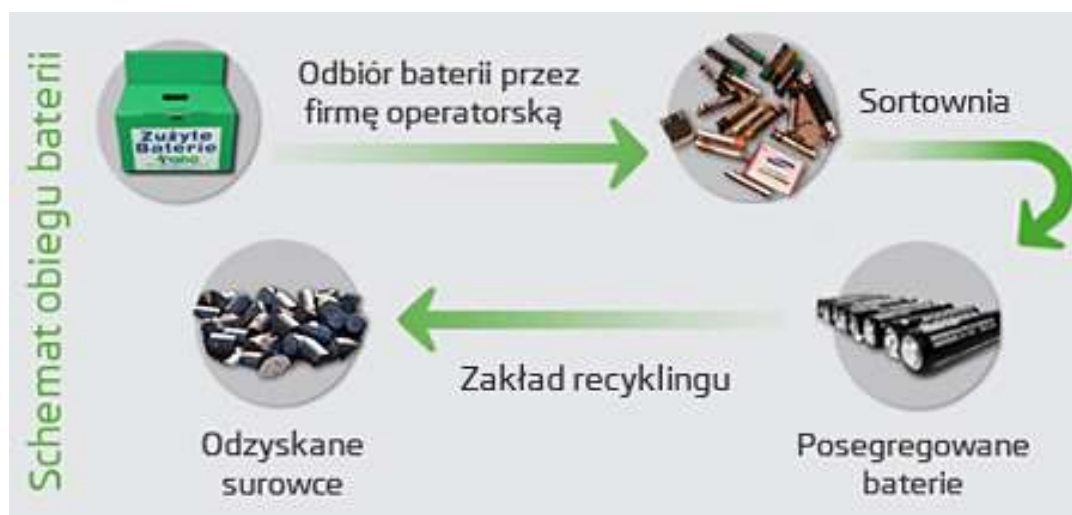 Schemat obiegu baterii
Zużyte
Baterie
Odbiór baterii przez
firmę operatorską
Sortownia
Zakład recyklingu
Odzyskane
surowce
Posegregowane
baterie